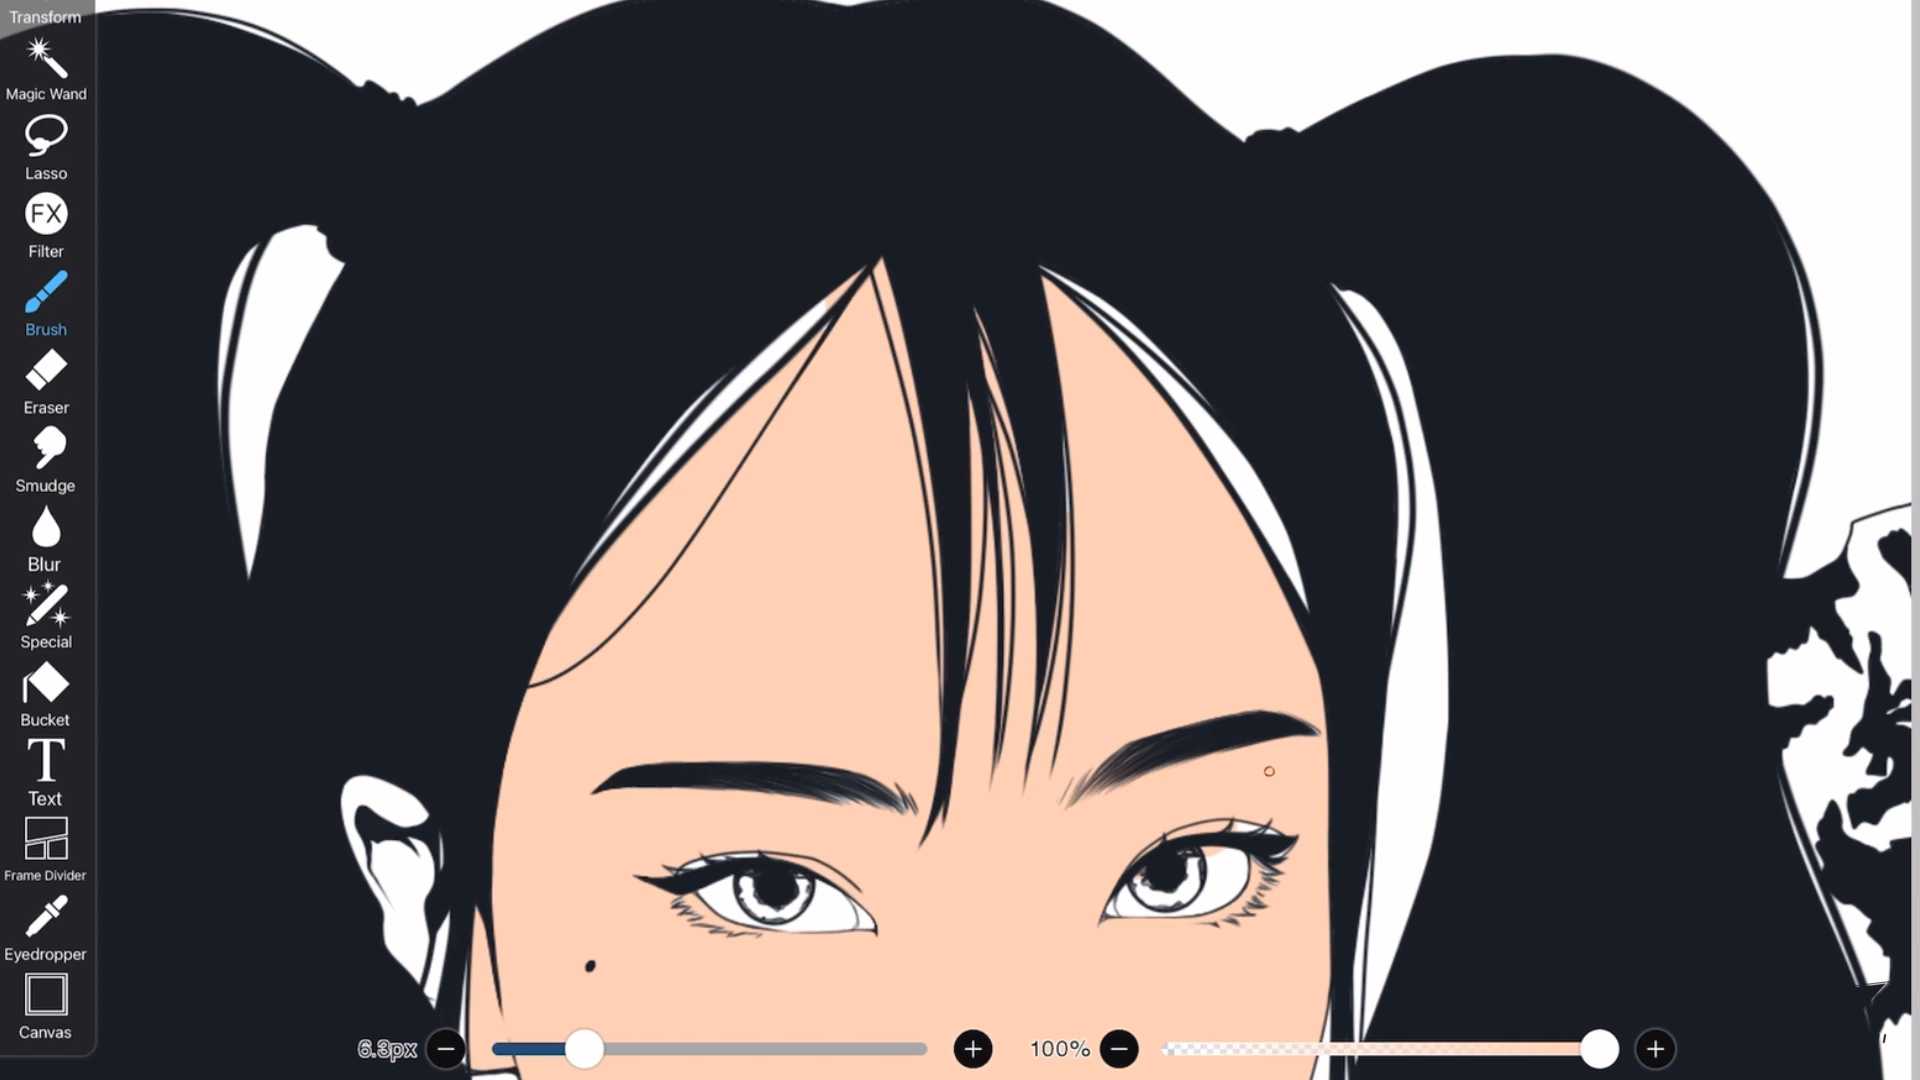 Transform
Magic Wand
Lasso
FX
Filter
Brush
Eraser
Smudge
Blur
Special
Bucket
T
Text
Frame Divider
Eyedropper
Canvas
6.3px
100%